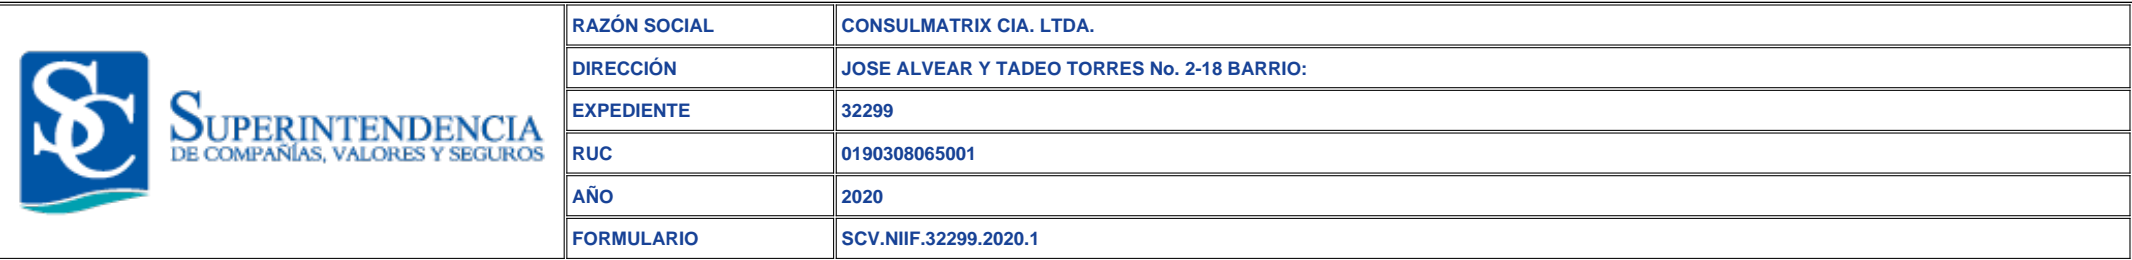 SC
SUPERINTENDENCIA
DE COMPAÑÍAS, VALORES Y SEGUROS
RAZÓN SOCIAL CONSULMATRIX CIA. LTDA.
DIRECCIÓN JOSE ALVEAR Y TADEO TORRES No. 2-18 BARRIO:
EXPEDIENTE 32299
RUC 0190308065001
AÑO 2020
FORMULARIO SCV.NIIF.32299.2020.1